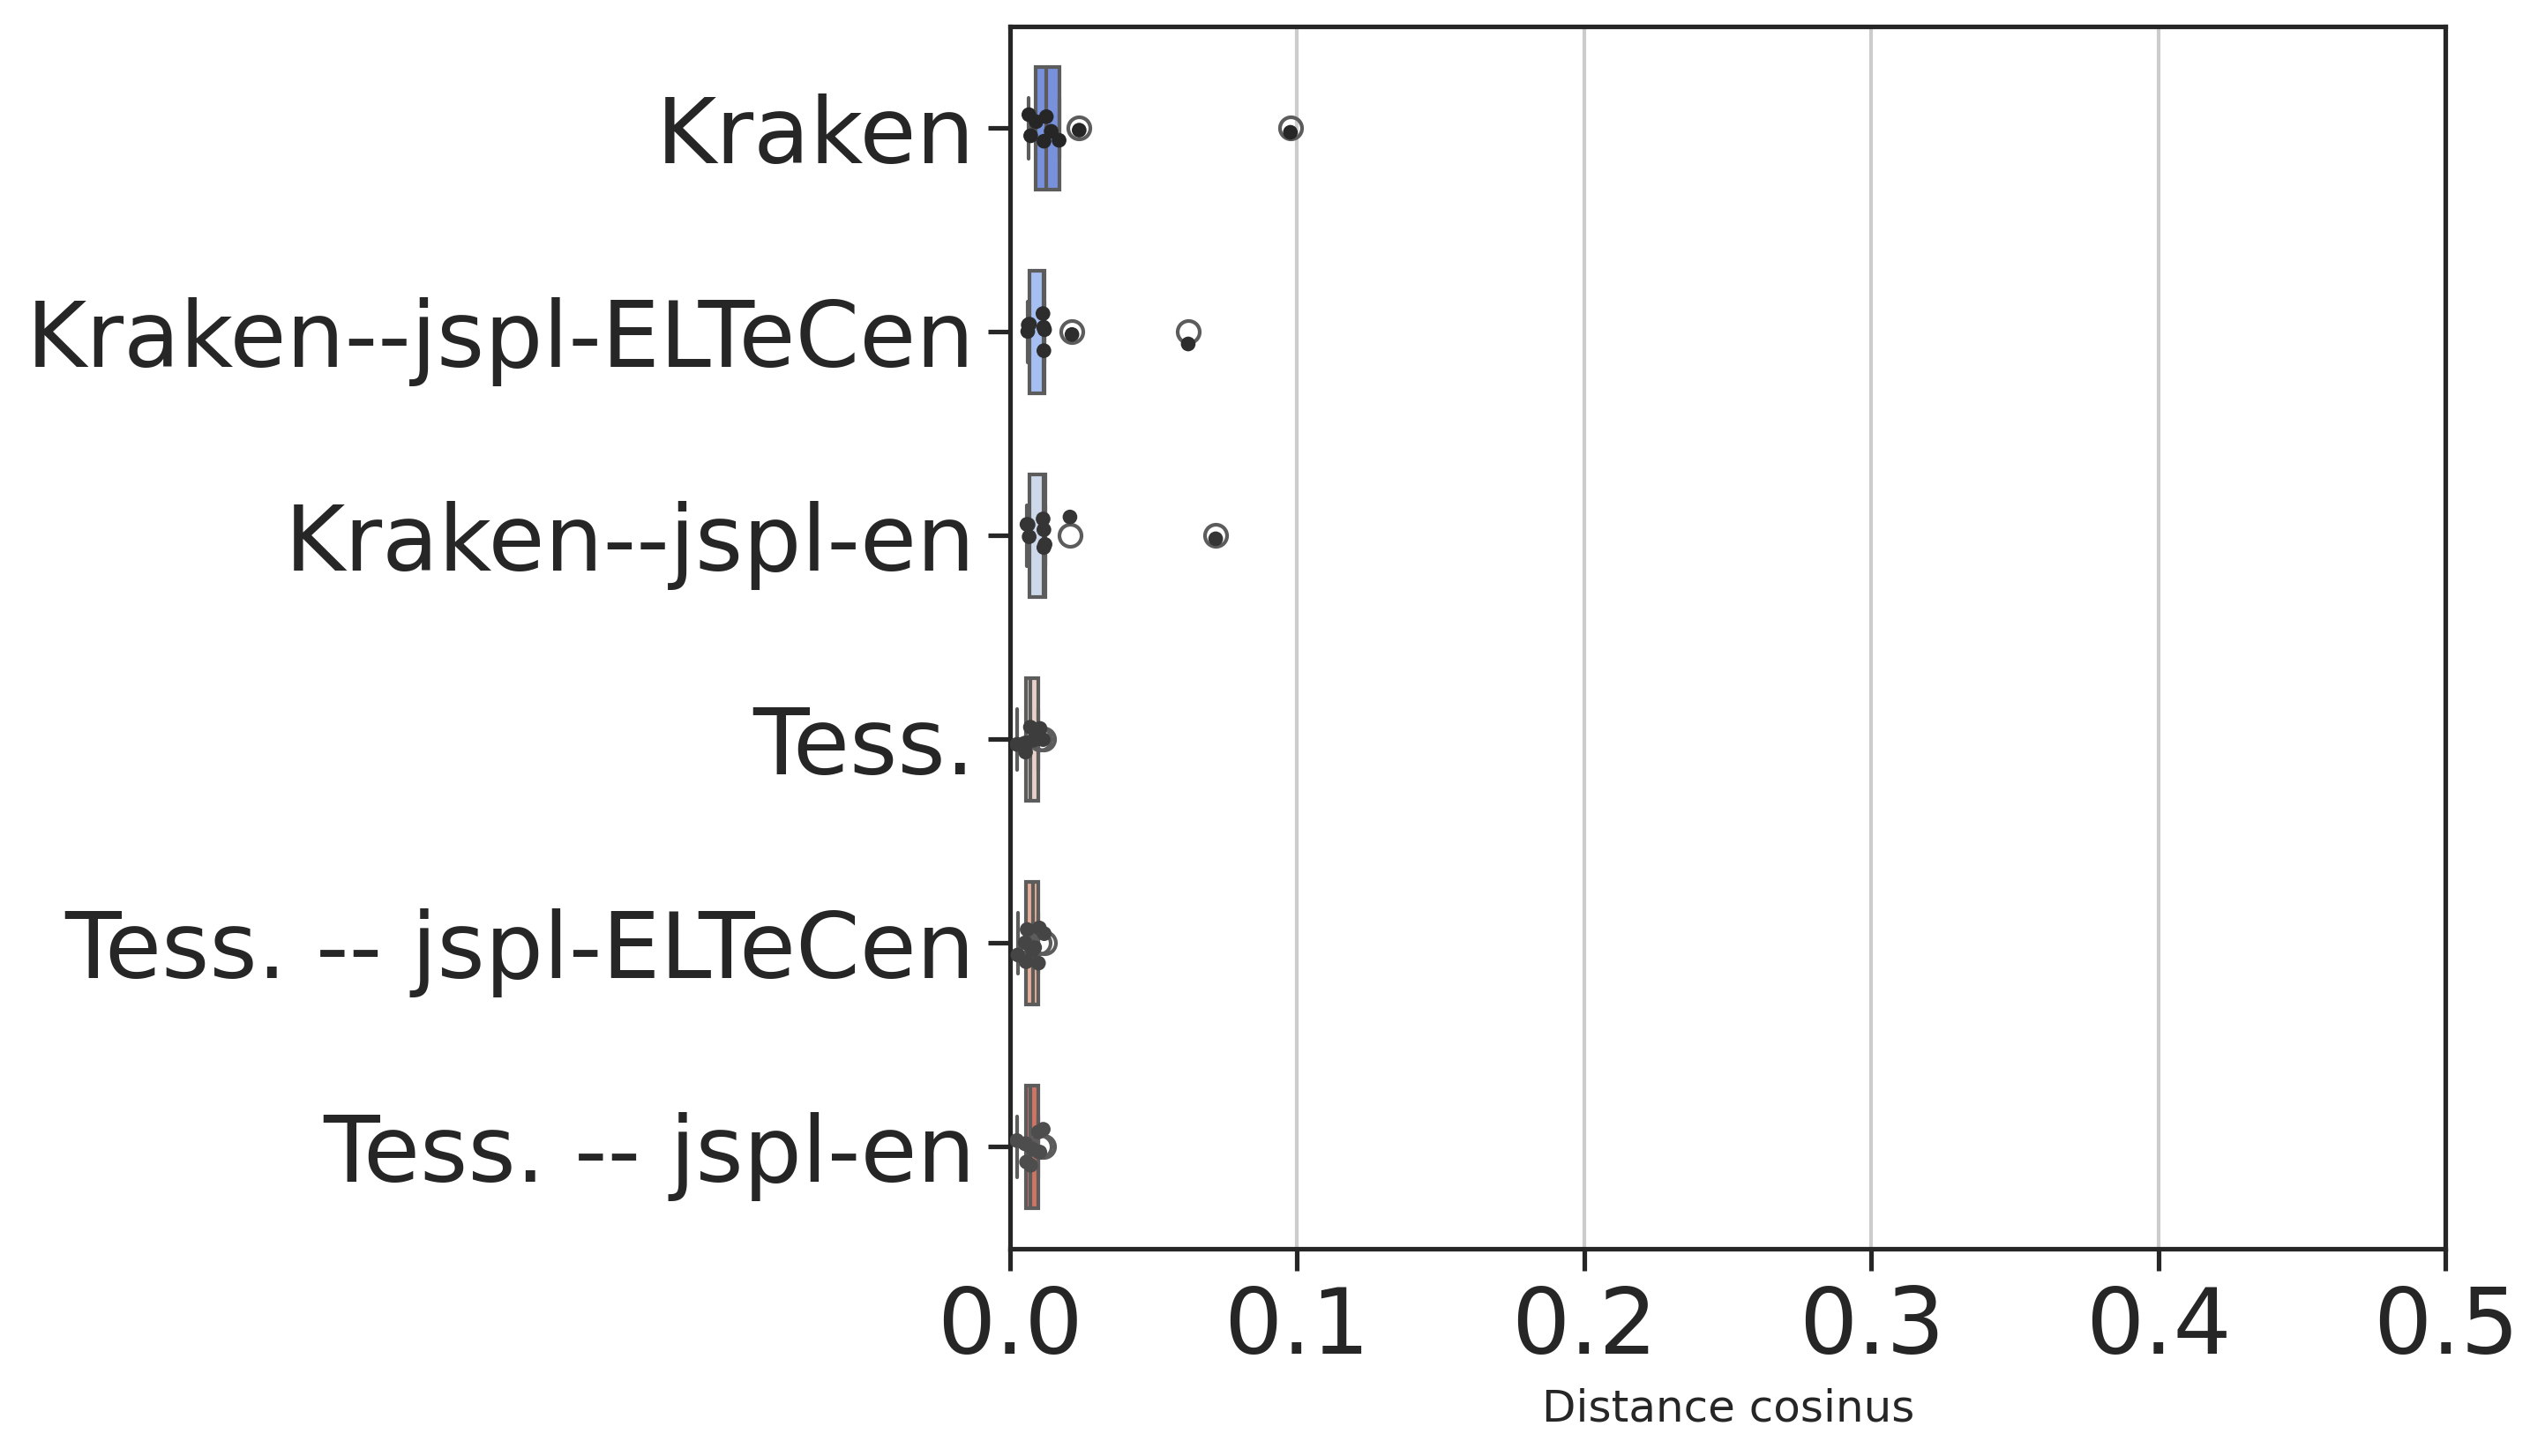 Kraken
Kraken--jspl-ELTeCen
Kraken--jspl-en
Tess.
Tess. -- jspl-ELTeCen
Tess. -- jspl-en
0.0 0.1 0.2 0.3 0.4 0.5
Distance cosinus